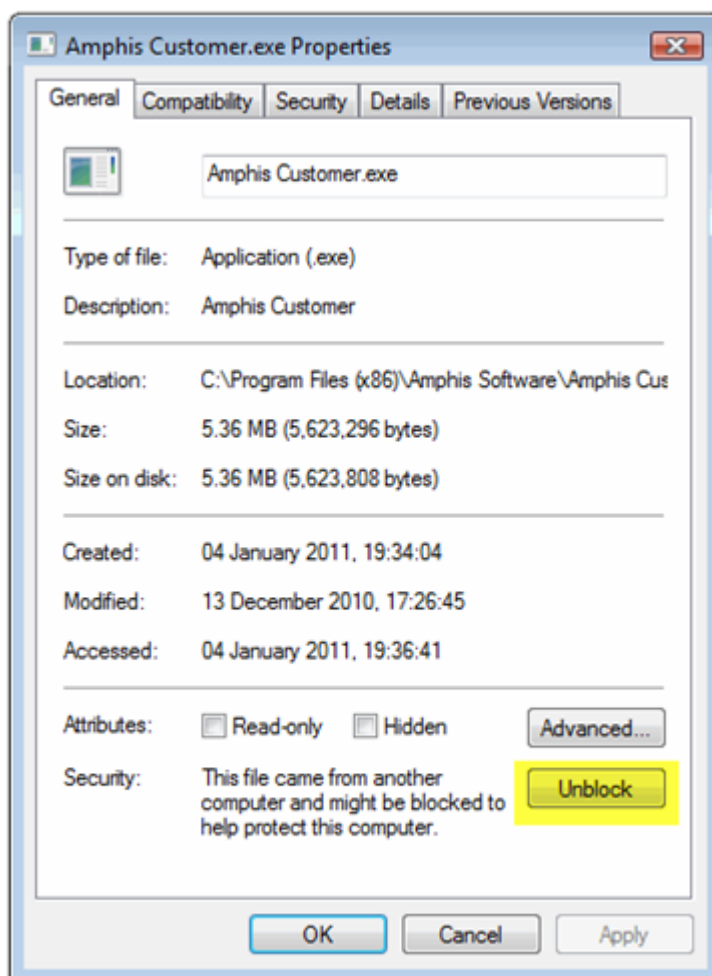 Amphis Customer.exe Properties
General Compatibility Security Details Previous Versions
Amphis Customer.exe
Type of file: Application (.exe)
Description: Amphis Customer
Location: C:\Program Files (x86)\Amphis Software\Amphis Cus
Size: 5.36 MB (5,623,296 bytes)
Size on disk: 5.36 MB (5,623,808 bytes)
Created: 04 January 2011, 19:34:04
Modified: 13 December 2010, 17:26:45
Accessed: 04 January 2011, 19:36:41
Attributes: Read-only Hidden Advanced...
Security: This file came from another
computer and might be blocked to
help protect this computer.
Unblock
OK Cancel Apply